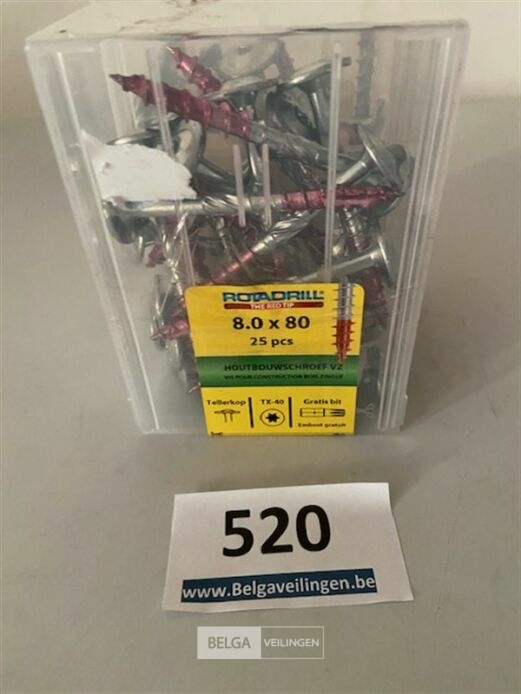 ROTADRILL
THE RED TIP
8.0 x 80
25 pcs
HOUTBOUWSCHROEF VZ
VIS POUR CONSTRUCTION BOIS ZINGUE
Tellerkop
TX-40
Gratis bit
Embout gratuit
520
www.Belgaveilingen.be
BELGA VEILINGEN